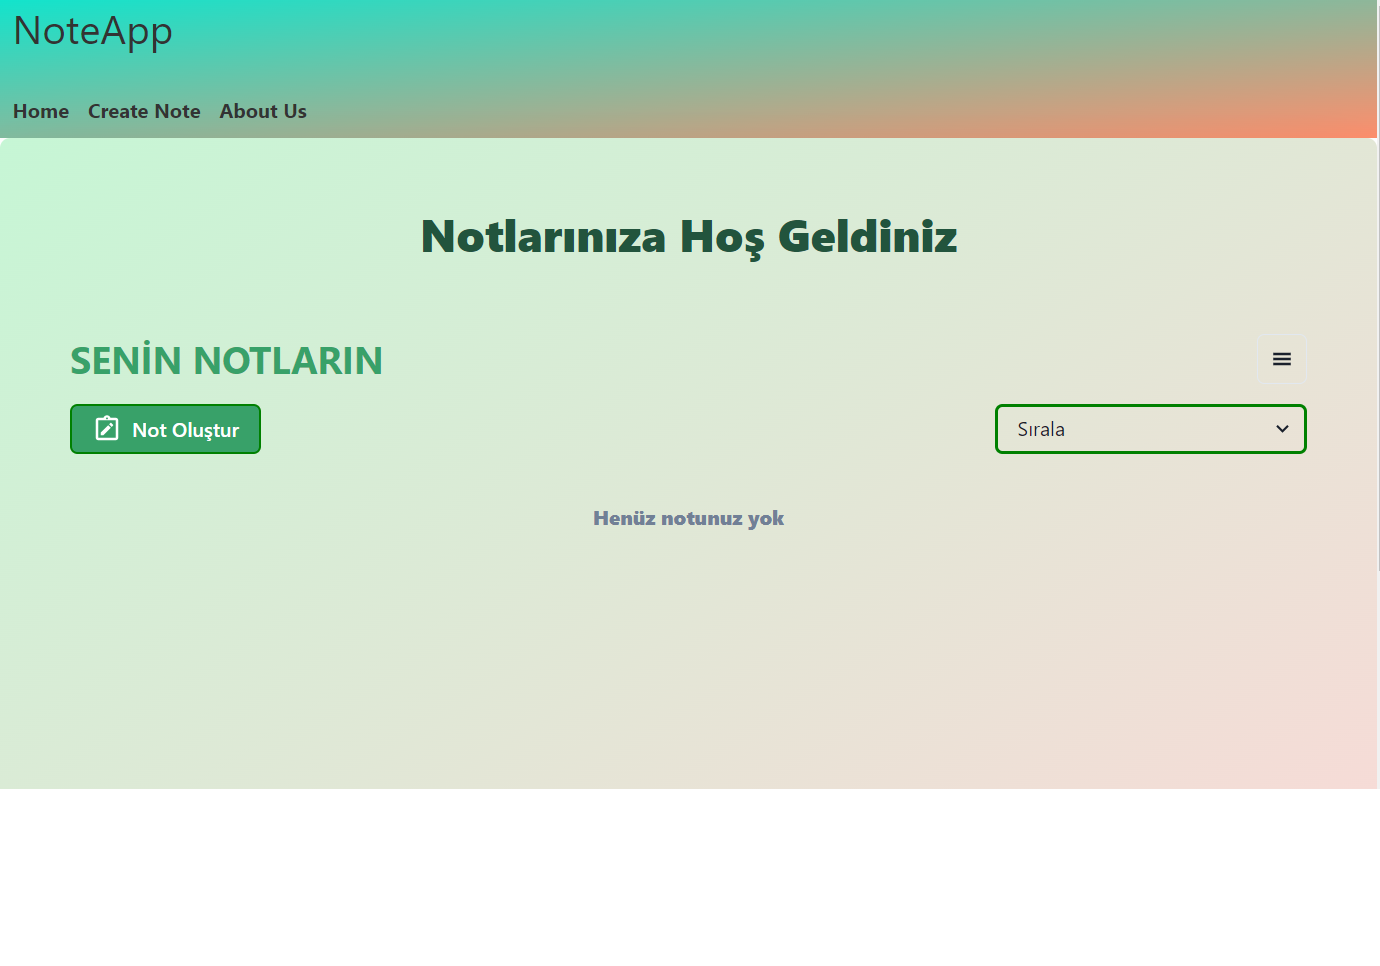 NoteApp
Home Create Note About Us
Notlarınıza Hoş Geldiniz
SENİN NOTLARIN
Not Oluştur
Sırala
Henüz notunuz yok